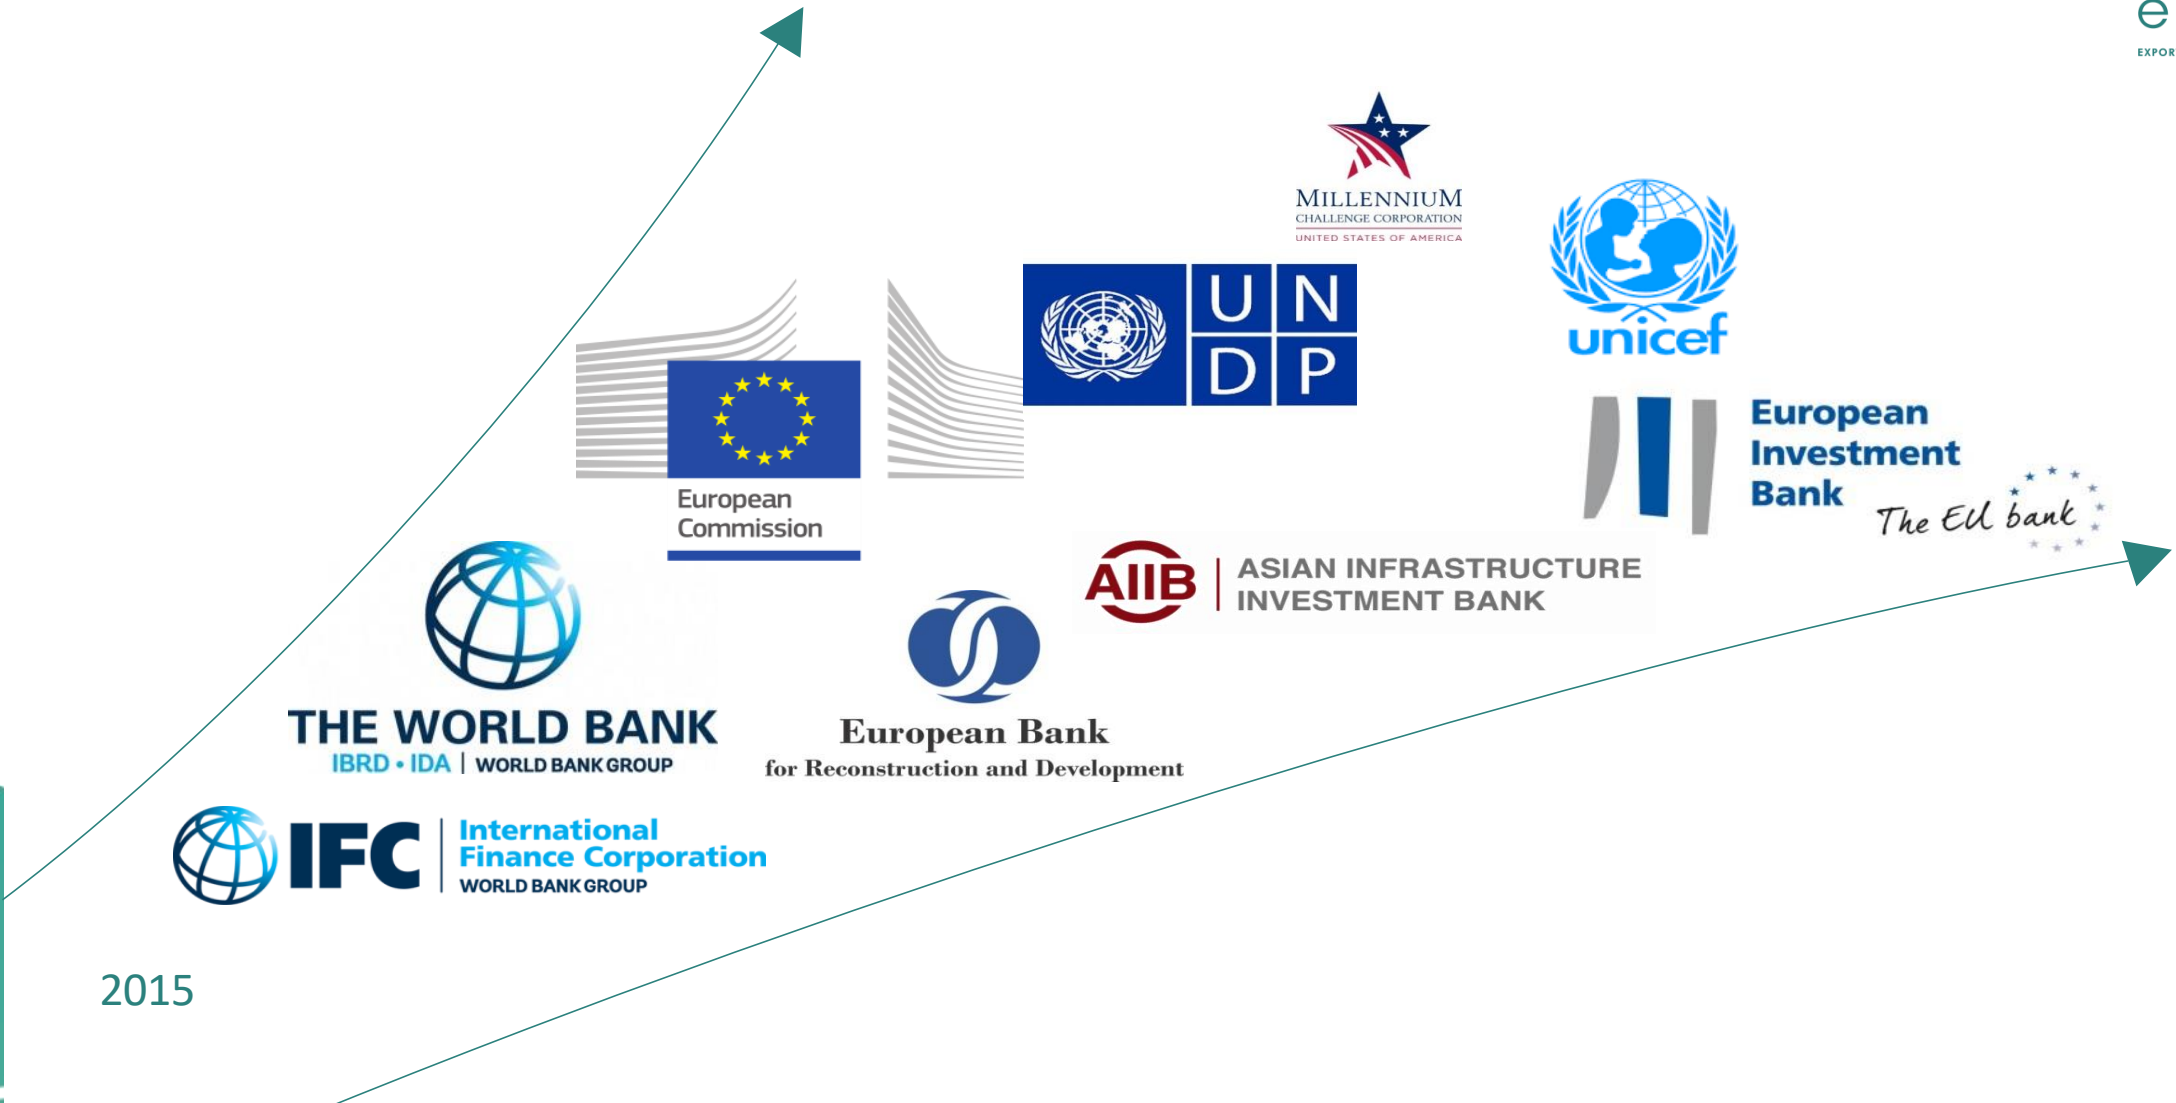 e
EXPOR
MILLENNIUM
CHALLENGE CORPORATION
UNITED STATES OF AMERICA
unicef
U N
D P
European
Commission
European
Investment
Bank
The EU bank
AIIB
ASIAN INFRASTRUCTURE
INVESTMENT BANK
THE WORLD BANK
IBRD • IDA | WORLD BANK GROUP
European Bank
for Reconstruction and Development
IFC
International
Finance Corporation
WORLD BANK GROUP
2015